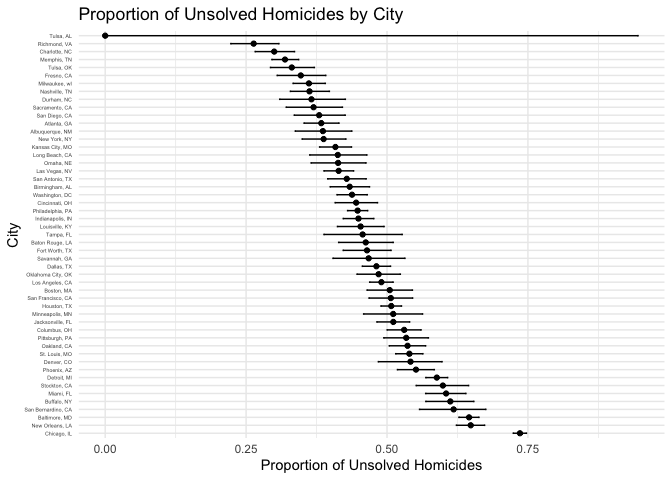 Proportion of Unsolved Homicides by City
Tulsa, AL
Richmond, VA
Charlotte, NC
Memphis, TN
Tulsa, OK
Fresno, CA
Milwaukee, wI
Nashville, TN
Durham, NC
Sacramento, CA
San Diego, CA
Atlanta, GA
Albuquerque, NM
New York, NY
Kansas City, MO
Long Beach, CA
Omaha, NE
Las Vegas, NV
San Antonio, TX
Birmingham, AL
Washington, DC
Cincinnati, OH
Philadelphia, PA
Indianapolis, IN
Louisville, KY
Tampa, FL
Baton Rouge, LA
Fort Worth, TX
Savannah, GA
Dallas, TX
Oklahoma City, OK
Los Angeles, CA
Boston, MA
San Francisco, CA
Houston, TX
Minneapolis, MN
Jacksonville, FL
Columbus, OH
Pittsburgh, PA
Oakland, CA
St. Louis, MO
Denver, CO
Phoenix, AZ
Detroit, MI
Stockton, CA
Miami, FL
Buffalo, NY
San Bernardino, CA
Baltimore, MD
New Orleans, LA
Chicago, IL
City
0.00 0.25 0.50 0.75
Proportion of Unsolved Homicides